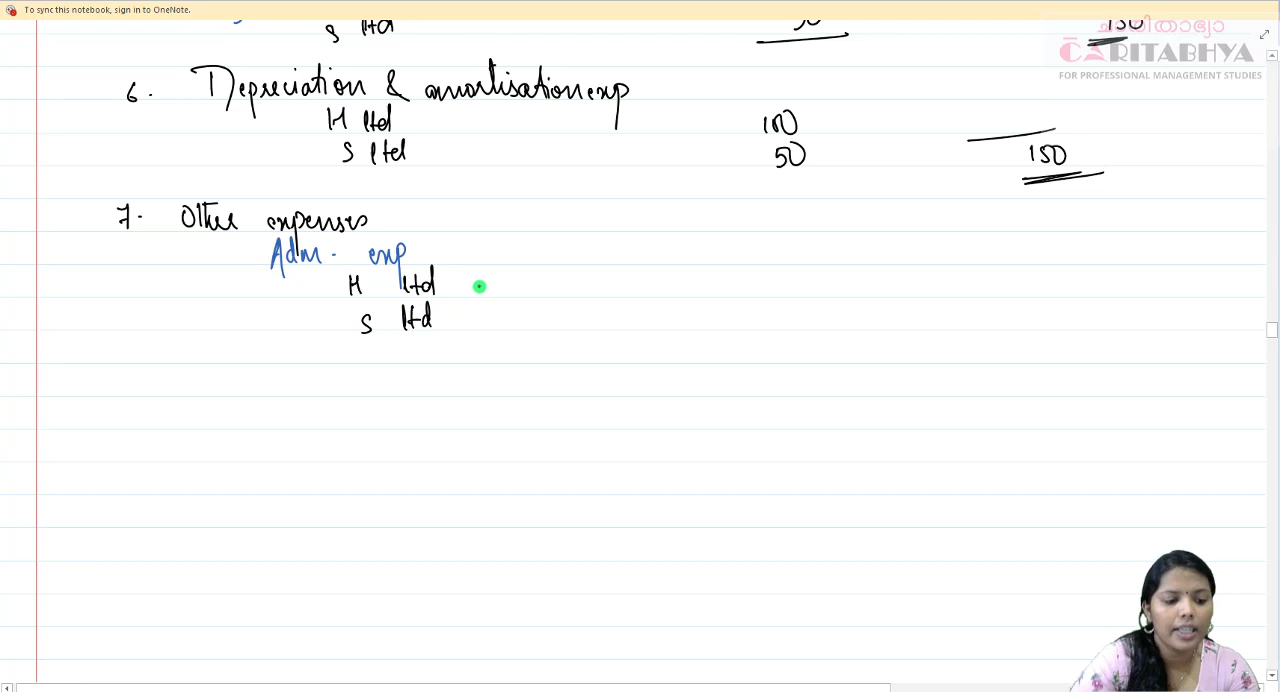 To sync this notebook, sign in to OneNote.
S ltd 150
ചാരിതാഭ്യാ
CARITABHYA
FOR PROFESSIONAL MANAGEMENT STUDIES
6. Depreciation & amortisation exp
H ltd 100
S ltd 50 150
7. Other expenses
Adm. exp
H ltd
S ltd